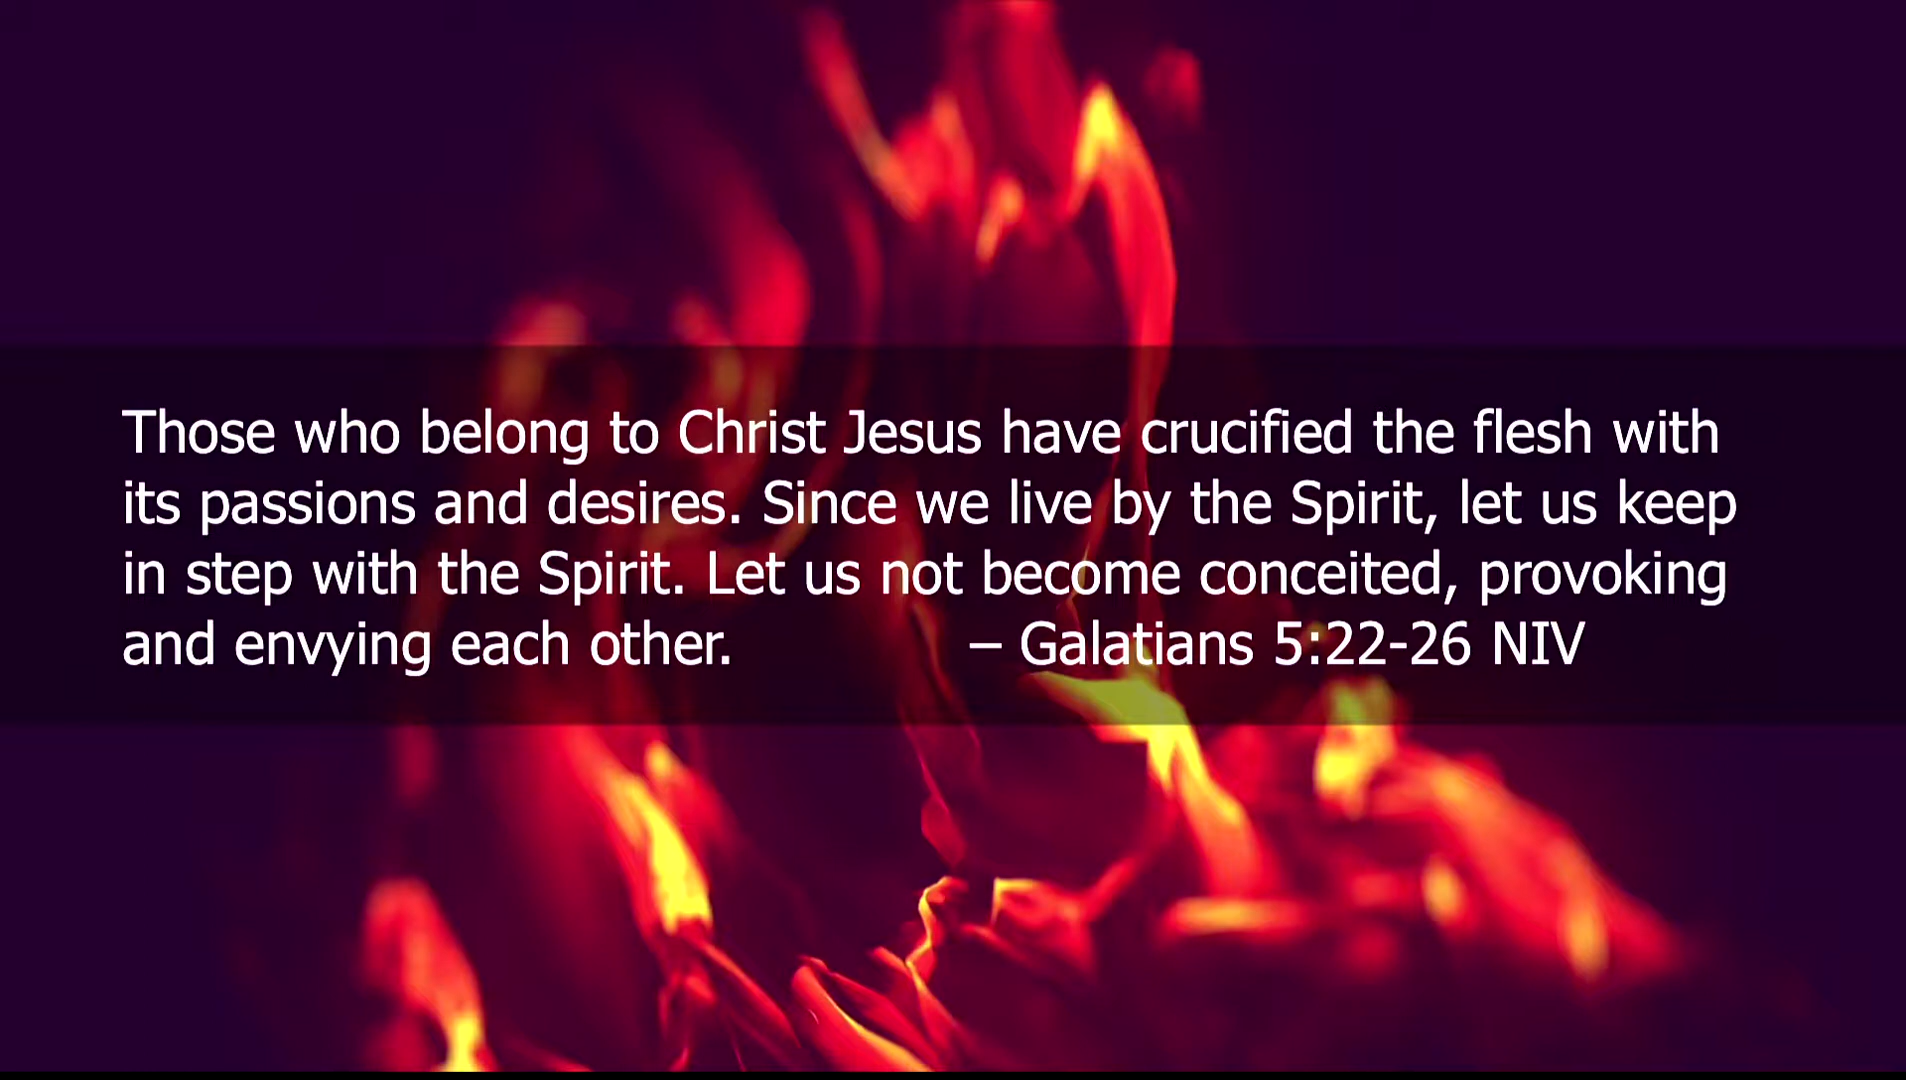 Those who belong to Christ Jesus have crucified the flesh with
its passions and desires. Since we live by the Spirit, let us keep
in step with the Spirit. Let us not become conceited, provoking
and envying each other. – Galatians 5:22-26 NIV